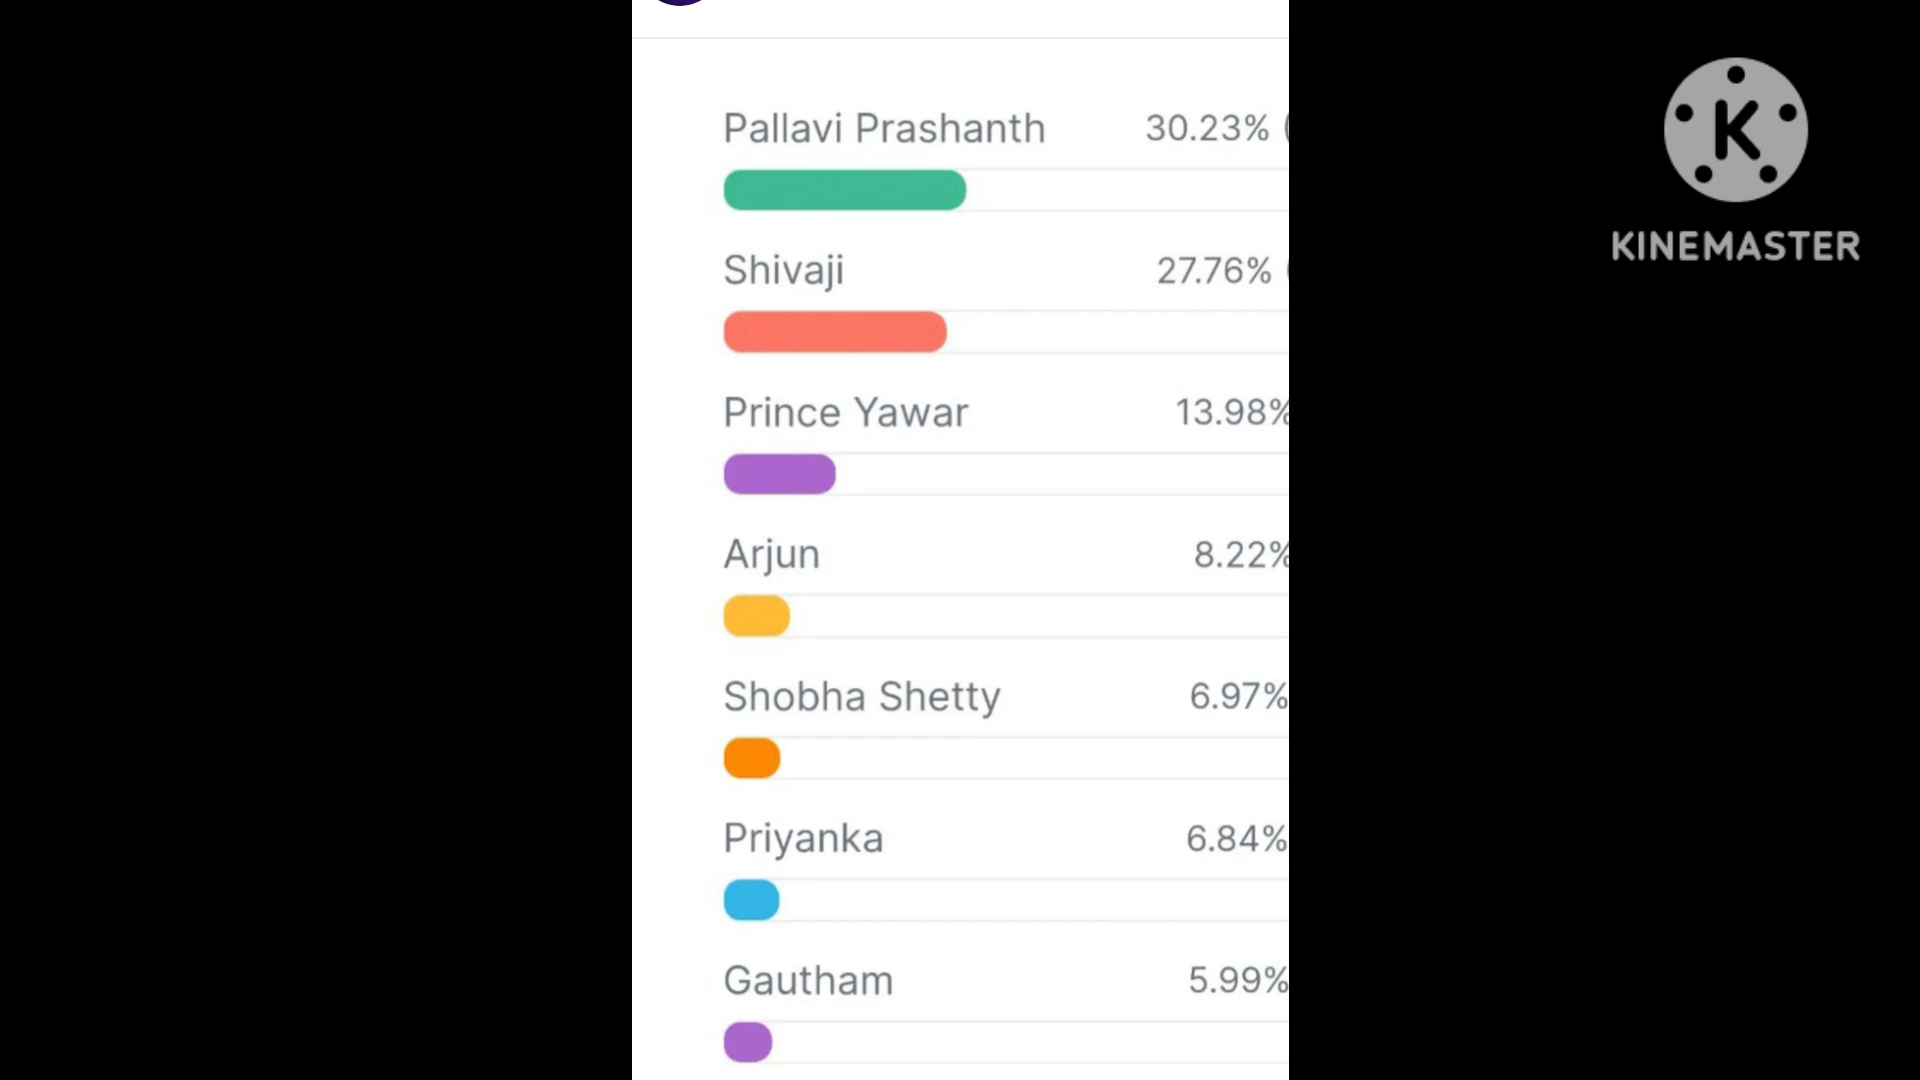 Pallavi Prashanth 30.23% (
Shivaji 27.76% (
Prince Yawar 13.98%
Arjun 8.22%
Shobha Shetty 6.97%
Priyanka 6.84%
Gautham 5.99%
K
KINEMASTER